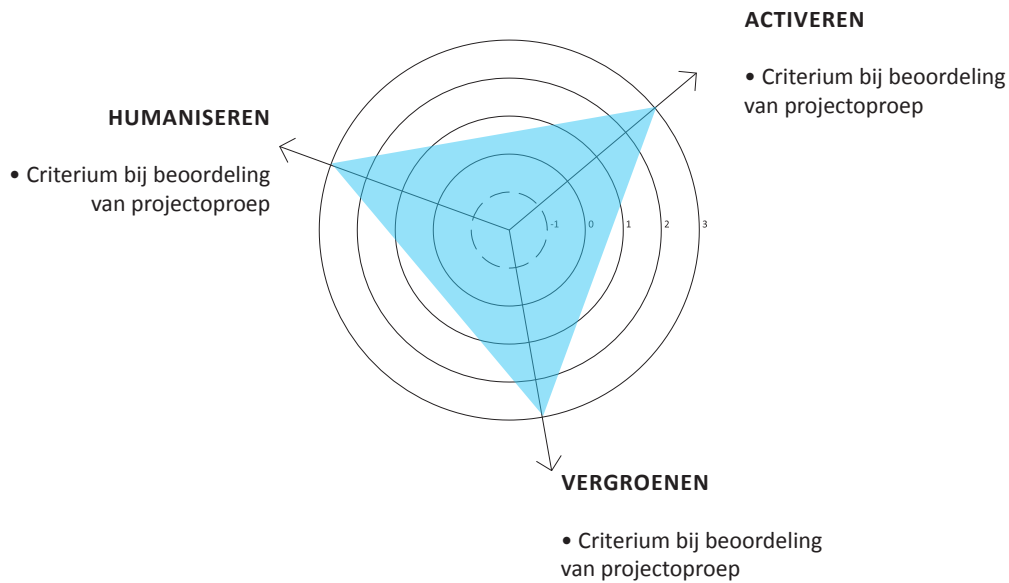 ACTIVEREN
• Criterium bij beoordeling
van projectoproep
HUMANISEREN
• Criterium bij beoordeling
van projectoproep
-1
0
1
2
3
VERGROENEN
• Criterium bij beoordeling
van projectoproep